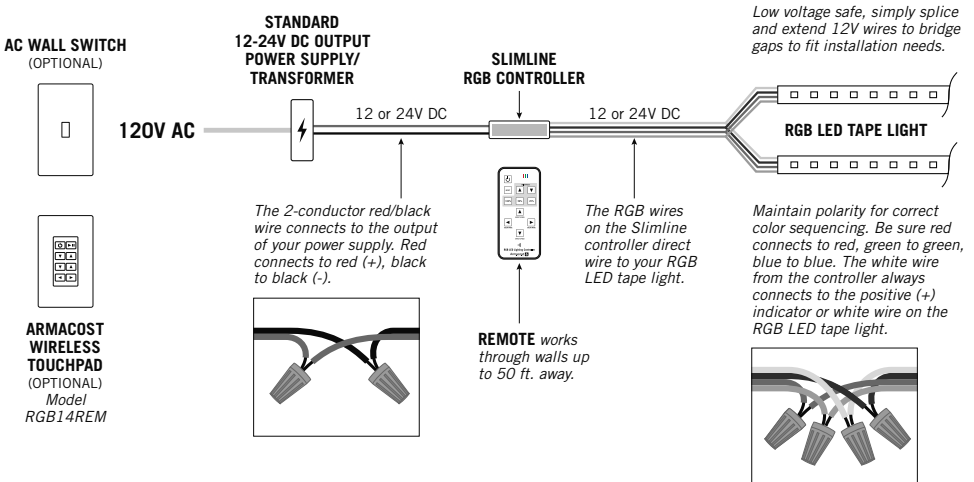 AC WALL SWITCH
(OPTIONAL)
120V AC
STANDARD
12-24V DC OUTPUT
POWER SUPPLY/
TRANSFORMER
12 or 24V DC
SLIMLINE
RGB CONTROLLER
12 or 24V DC
Low voltage safe, simply splice
and extend 12V wires to bridge
gaps to fit installation needs.
RGB LED TAPE LIGHT
ARMACOST
WIRELESS
TOUCHPAD
(OPTIONAL)
Model
RGB14REM
The 2-conductor red/black
wire connects to the output
of your power supply. Red
connects to red (+), black
to black (-).
REMOTE works
through walls up
to 50 ft. away.
The RGB wires
on the Slimline
controller direct
wire to your RGB
LED tape light.
Maintain polarity for correct
color sequencing. Be sure red
connects to red, green to green,
blue to blue. The white wire
from the controller always
connects to the positive (+)
indicator or white wire on the
RGB LED tape light.